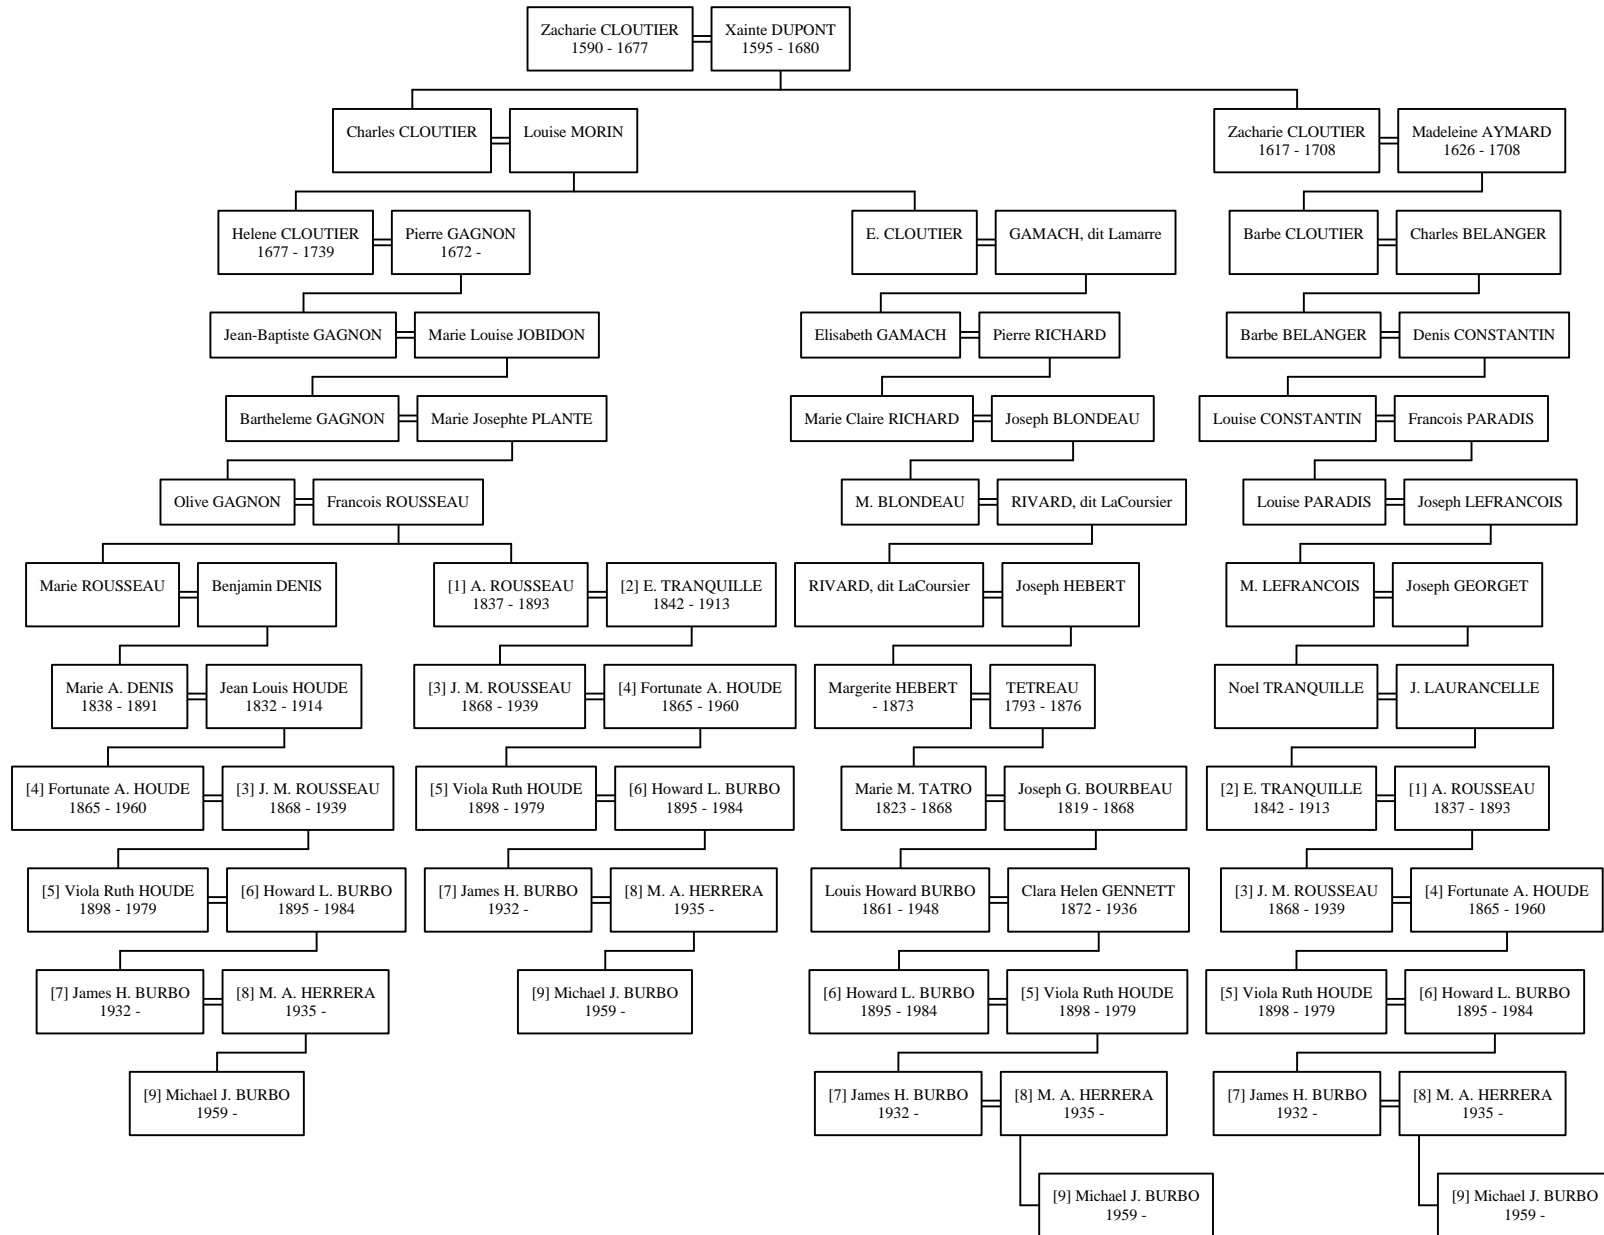 Zacharie CLOUTIER
1590 - 1677
Xainte DUPONT
1595 - 1680
Charles CLOUTIER
Louise MORIN
Zacharie CLOUTIER
1617 - 1708
Madeleine AYMARD
1626 - 1708
Helene CLOUTIER
1677 - 1739
Pierre GAGNON
1672 -
E. CLOUTIER
GAMACH, dit Lamarre
Barbe CLOUTIER
Charles BELANGER
Jean-Baptiste GAGNON
Marie Louise JOBIDON
Elisabeth GAMACH
Pierre RICHARD
Barbe BELANGER
Denis CONSTANTIN
Bartheleme GAGNON
Marie Josephte PLANTE
Marie Claire RICHARD
Joseph BLONDEAU
Louise CONSTANTIN
Francois PARADIS
Olive GAGNON
Francois ROUSSEAU
M. BLONDEAU
RIVARD, dit LaCoursier
Louise PARADIS
Joseph LEFRANCOIS
Marie ROUSSEAU
Benjamin DENIS
[1] A. ROUSSEAU
1837 - 1893
[2] E. TRANQUILLE
1842 - 1913
RIVARD, dit LaCoursier
Joseph HEBERT
M. LEFRANCOIS
Joseph GEORGET
Marie A. DENIS
1838 - 1891
Jean Louis HOUDE
1832 - 1914
[3] J. M. ROUSSEAU
1868 - 1939
[4] Fortunate A. HOUDE
1865 - 1960
Margerite HEBERT
- 1873
TETREAU
1793 - 1876
Noel TRANQUILLE
J. LAURANCELLE
[4] Fortunate A. HOUDE
1865 - 1960
[3] J. M. ROUSSEAU
1868 - 1939
[5] Viola Ruth HOUDE
1898 - 1979
[6] Howard L. BURBO
1895 - 1984
Marie M. TATRO
1823 - 1868
Joseph G. BOURBEAU
1819 - 1868
[2] E. TRANQUILLE
1842 - 1913
[1] A. ROUSSEAU
1837 - 1893
[5] Viola Ruth HOUDE
1898 - 1979
[6] Howard L. BURBO
1895 - 1984
[7] James H. BURBO
1932 -
[8] M. A. HERRERA
1935 -
Louis Howard BURBO
1861 - 1948
Clara Helen GENNETT
1872 - 1936
[3] J. M. ROUSSEAU
1868 - 1939
[4] Fortunate A. HOUDE
1865 - 1960
[7] James H. BURBO
1932 -
[8] M. A. HERRERA
1935 -
[9] Michael J. BURBO
1959 -
[6] Howard L. BURBO
1895 - 1984
[5] Viola Ruth HOUDE
1898 - 1979
[5] Viola Ruth HOUDE
1898 - 1979
[6] Howard L. BURBO
1895 - 1984
[9] Michael J. BURBO
1959 -
[7] James H. BURBO
1932 -
[8] M. A. HERRERA
1935 -
[7] James H. BURBO
1932 -
[8] M. A. HERRERA
1935 -
[9] Michael J. BURBO
1959 -
[9] Michael J. BURBO
1959 -